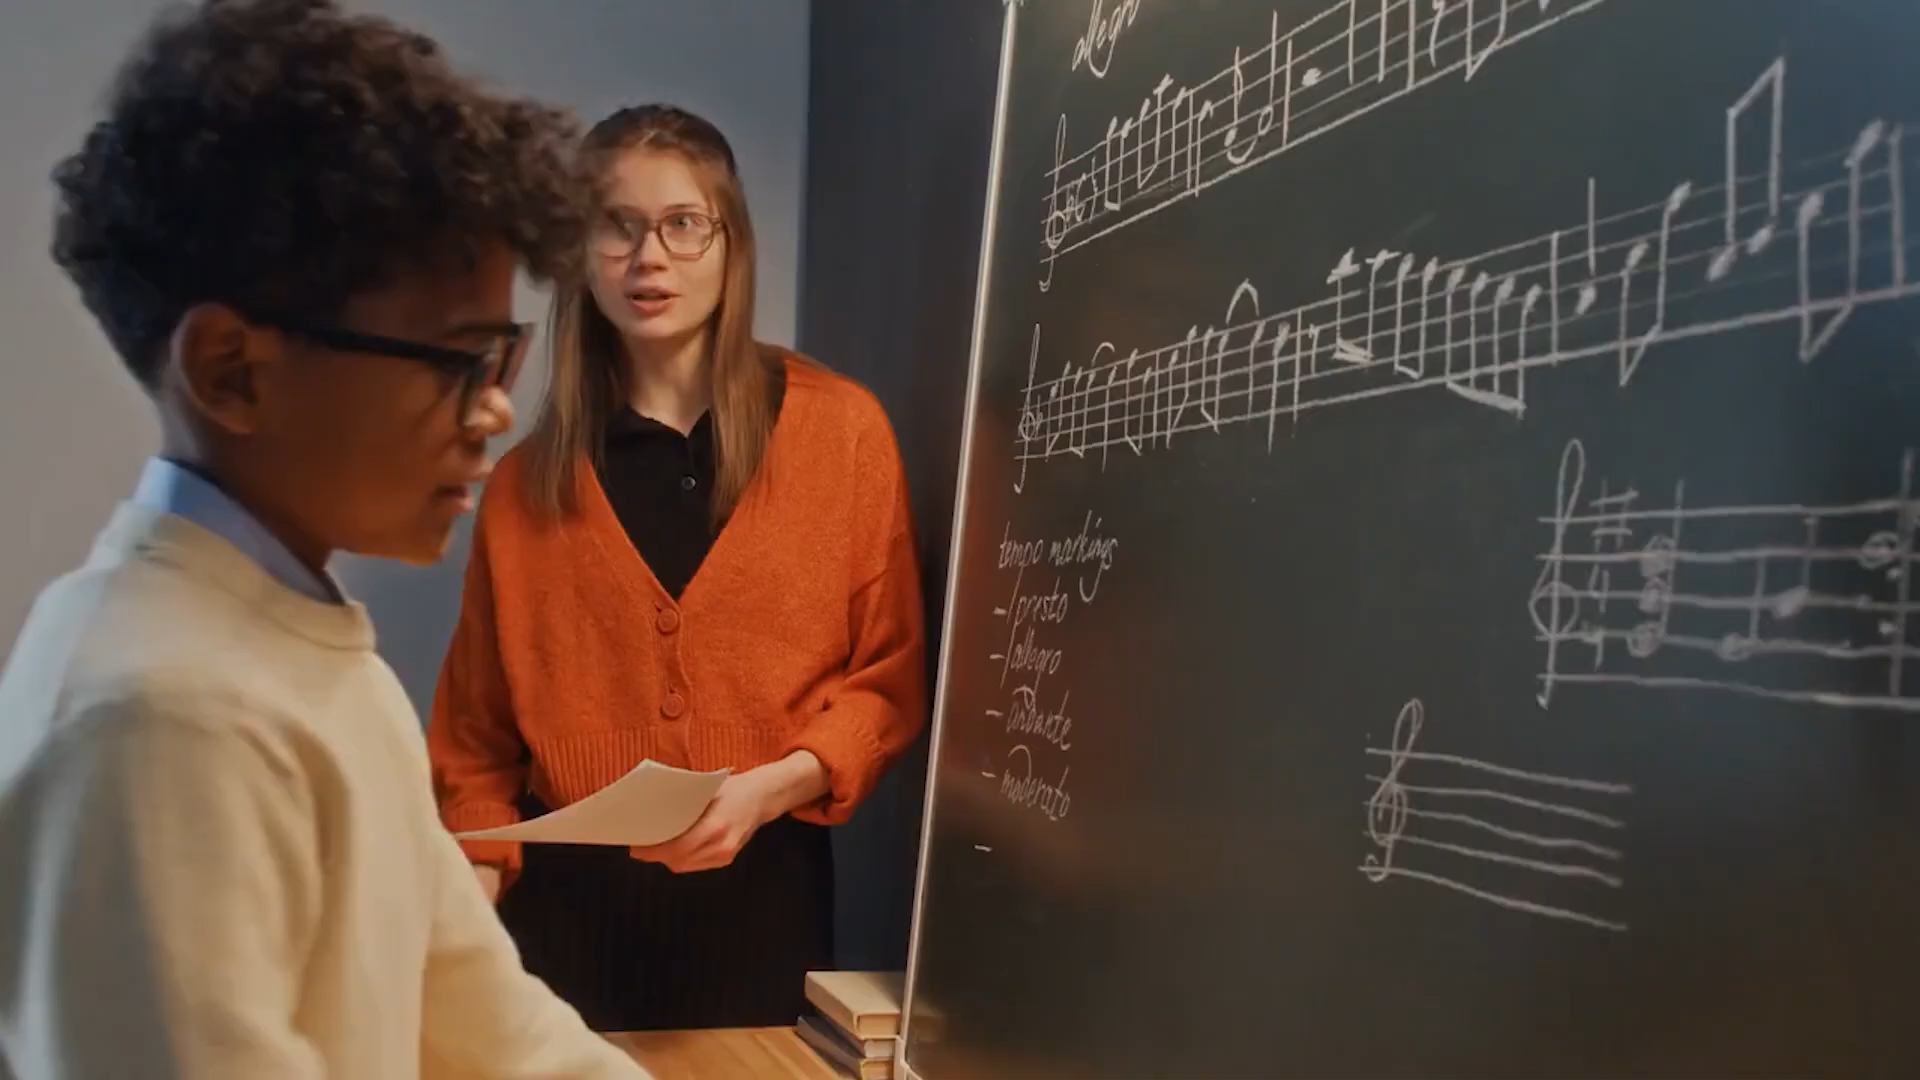 allegro
tempo markings
- presto
- allegro
- andante
- moderato
-